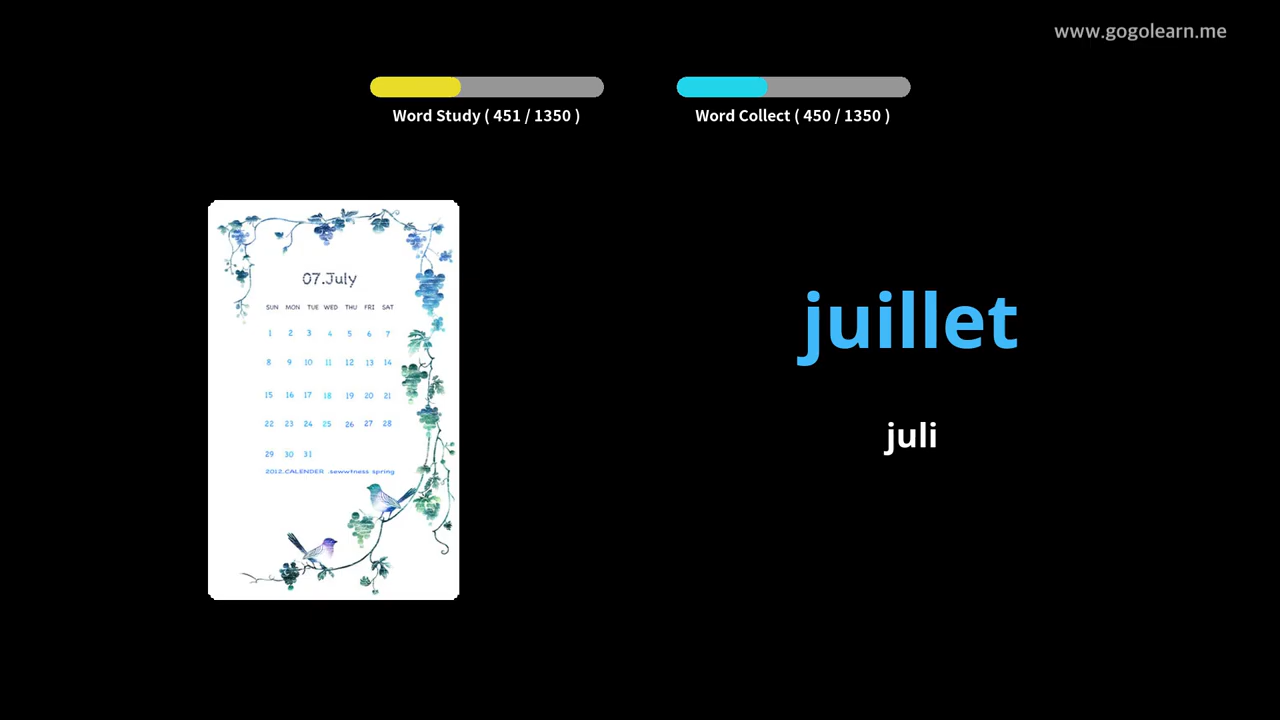 www.gogolearn.me
Word Study ( 451 / 1350 )
Word Collect ( 450 / 1350 )
07.July
SUN MON TUE WED THU FRI SAT
1 2 3 4 5 6 7
8 9 10 11 12 13 14
15 16 17 18 19 20 21
22 23 24 25 26 27 28
29 30 31
2012.CALENDER .sewwtness spring
juillet
juli